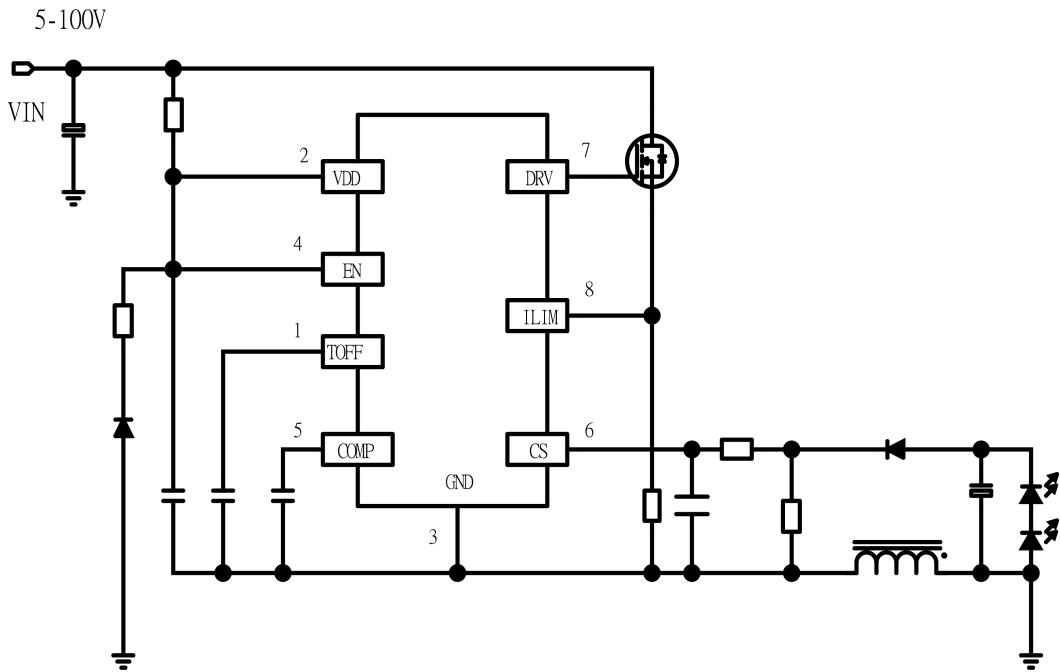 5-100V
VIN
2
VDD
DRV
7
4
EN
ILIM
8
1
TOFF
5
COMP
CS
6
GND
3